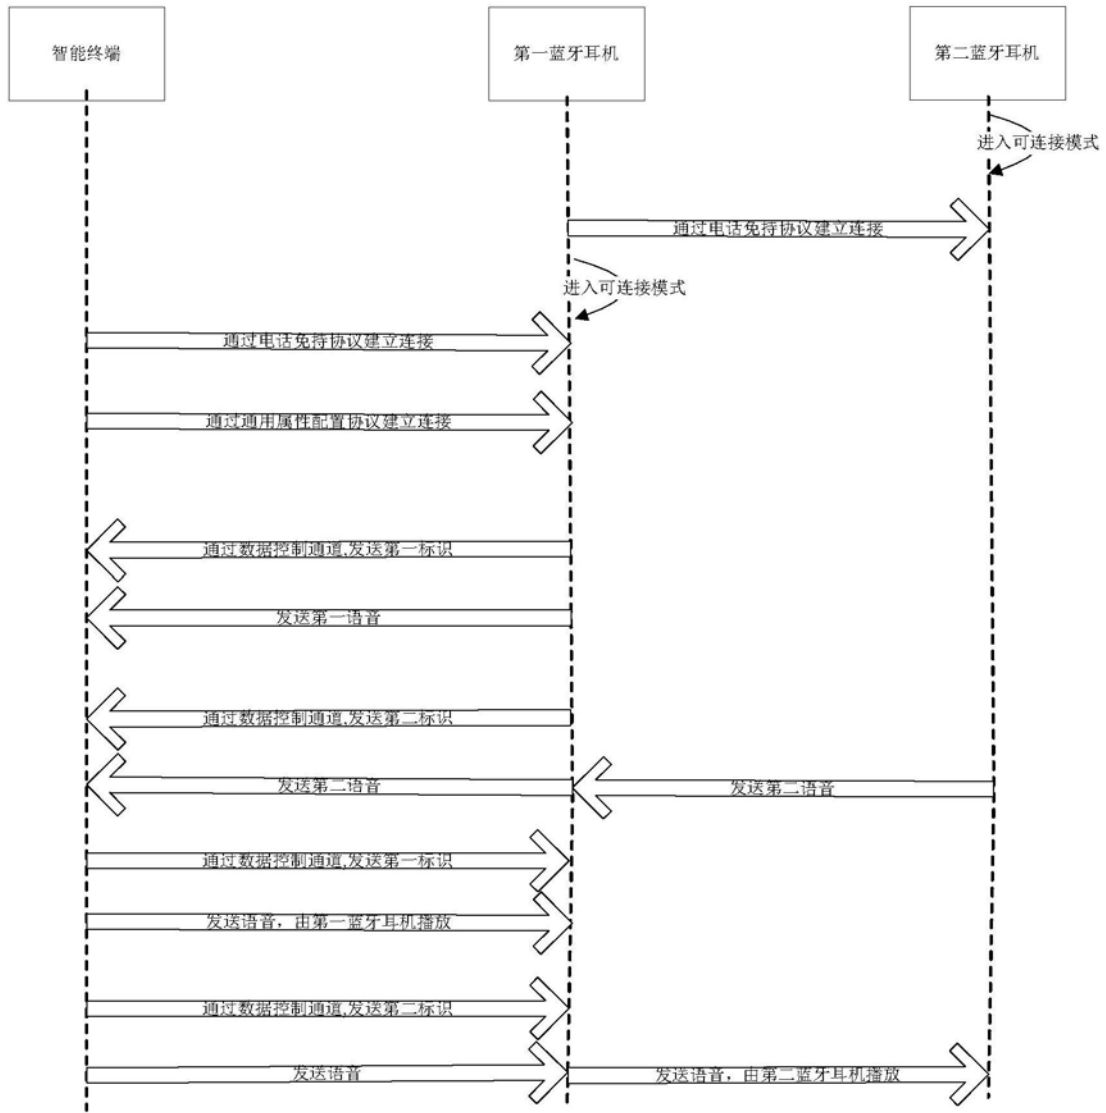 智能终端
第一蓝牙耳机
第二蓝牙耳机
进入可连接模式
通过电话免持协议建立连接
进入可连接模式
通过电话免持协议建立连接
通过通用属性配置协议建立连接
通过数据控制通道,发送第一标识
发送第一语音
通过数据控制通道,发送第二标识
发送第二语音
发送第二语音
通过数据控制通道,发送第一标识
发送语音，由第一蓝牙耳机播放
通过数据控制通道,发送第二标识
发送语音
发送语音，由第二蓝牙耳机播放